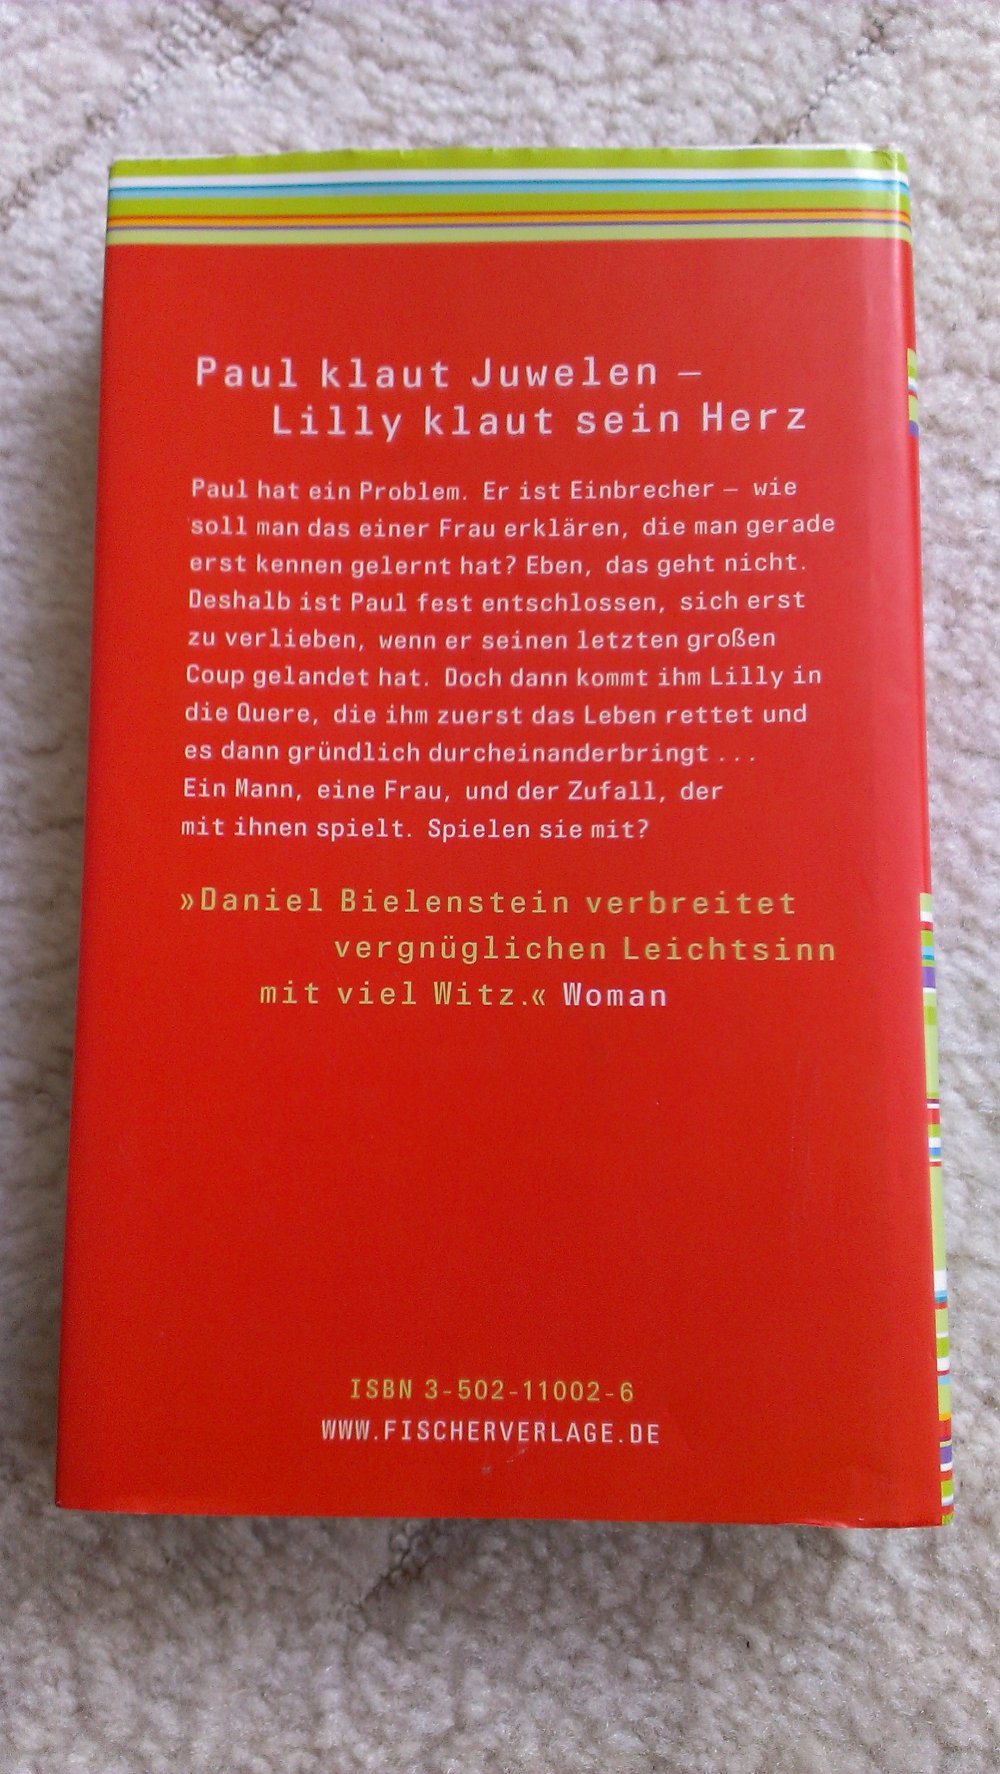 Paul klaut Juwelen –
Lilly klaut sein Herz
Paul hat ein Problem. Er ist Einbrecher – wie
soll man das einer Frau erklären, die man gerade
erst kennen gelernt hat? Eben, das geht nicht.
Deshalb ist Paul fest entschlossen, sich erst
zu verlieben, wenn er seinen letzten großen
Coup gelandet hat. Doch dann kommt ihm Lilly in
die Quere, die ihm zuerst das Leben rettet und
es dann gründlich durcheinanderbringt ...
Ein Mann, eine Frau, und der Zufall, der
mit ihnen spielt. Spielen sie mit?
»Daniel Bielenstein verbreitet
vergnüglichen Leichtsinn
mit viel Witz.« Woman
ISBN 3-502-11002-6
WWW.FISCHERVERLAGE.DE